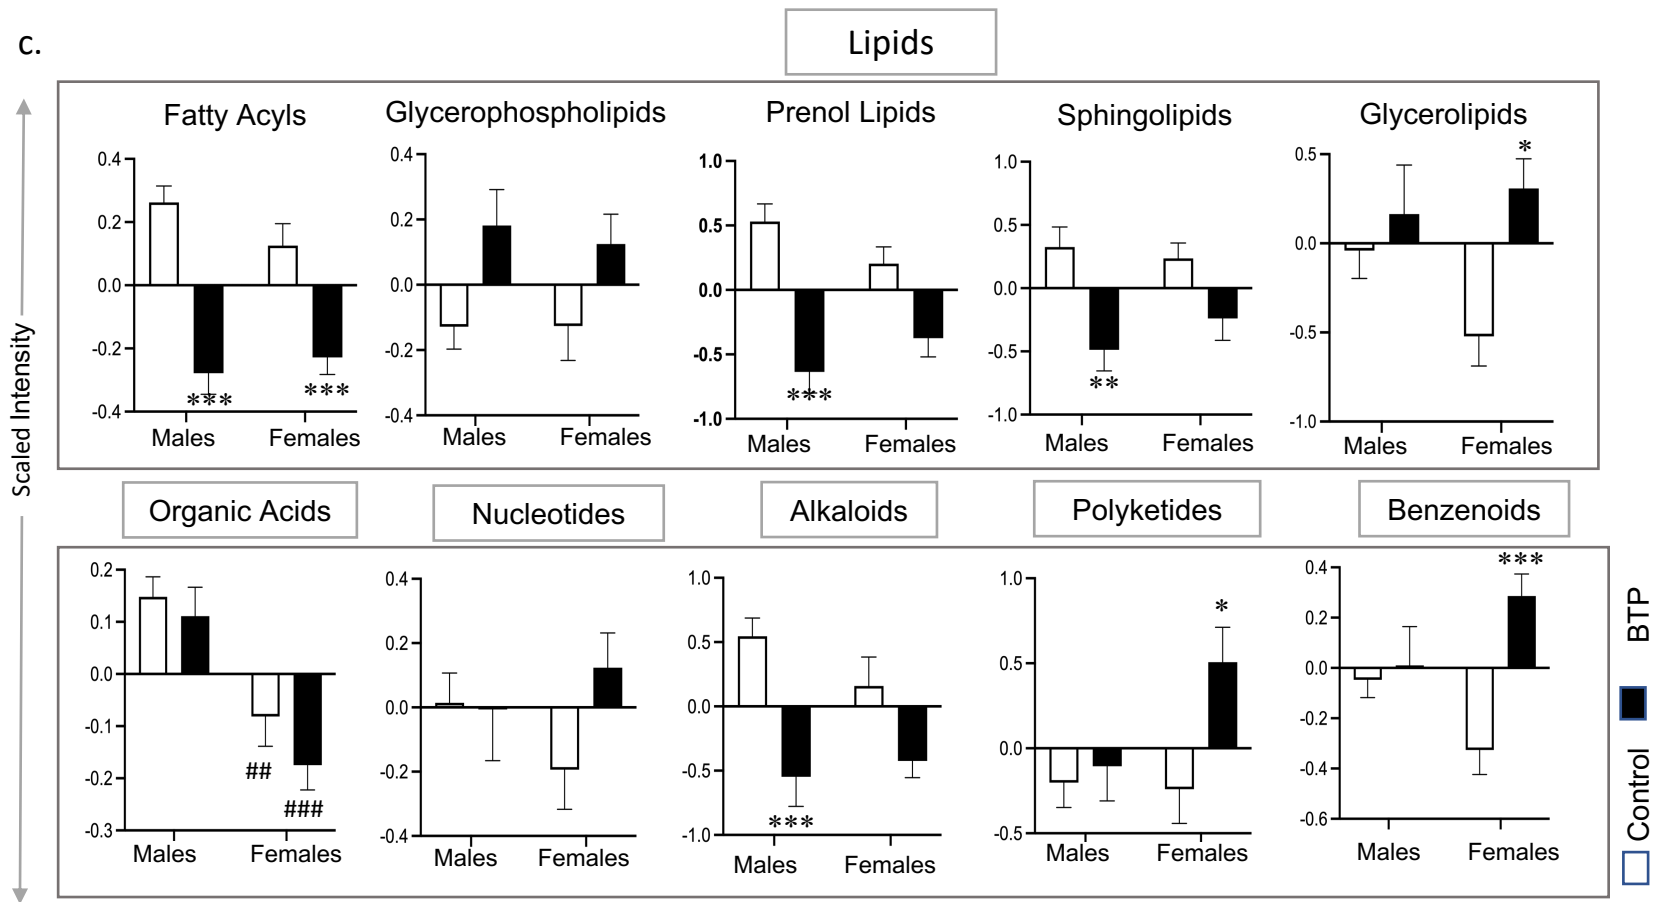 c.
Lipids
Scaled Intensity
Fatty Acyls
0.4
0.2
0.0
-0.2
-0.4
***
***
Males Females
Glycerophospholipids
0.4
0.2
0.0
-0.2
-0.4
Males Females
Prenol Lipids
1.0
0.5
0.0
-0.5
-1.0
***
Males Females
Sphingolipids
1.0
0.5
0.0
-0.5
-1.0
**
Males Females
Glycerolipids
*
0.5
0.0
-0.5
-1.0
Males Females
Organic Acids
0.2
0.1
0.0
-0.1
-0.2
-0.3
##
###
Males Females
Nucleotides
0.4
0.2
0.0
-0.2
-0.4
Males Females
Alkaloids
1.0
0.5
0.0
-0.5
-1.0
***
Males Females
Polyketides
1.0
0.5
0.0
-0.5
*
Males Females
Benzenoids
***
0.4
0.2
0.0
-0.2
-0.4
-0.6
Males Females
Control BTP